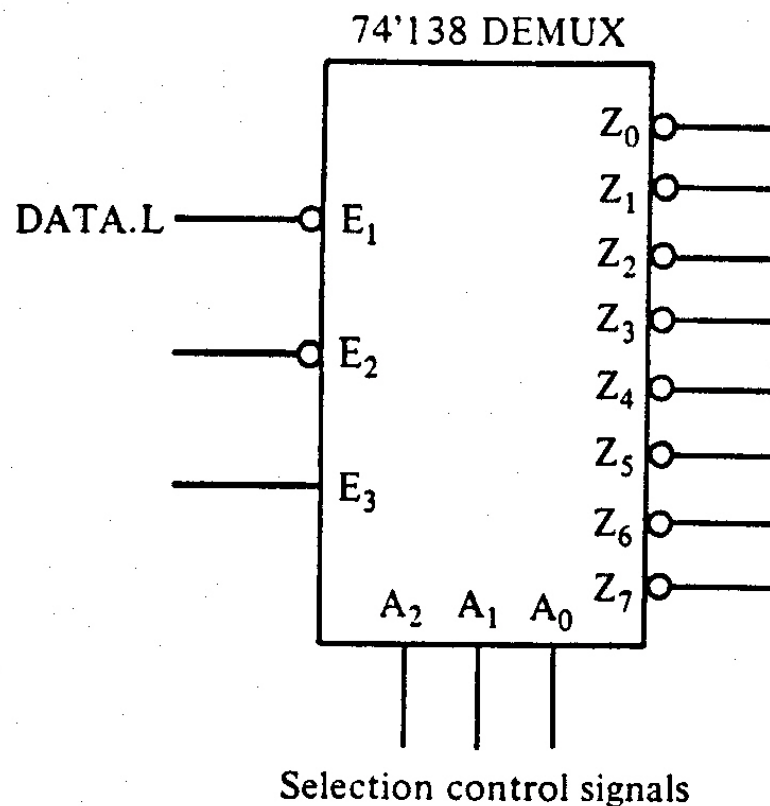 74'138 DEMUX
Z₀
Z₁
DATA.L E₁
Z₂
Z₃
E₂
Z₄
Z₅
E₃
Z₆
Z₇
A₂ A₁ A₀
Selection control signals